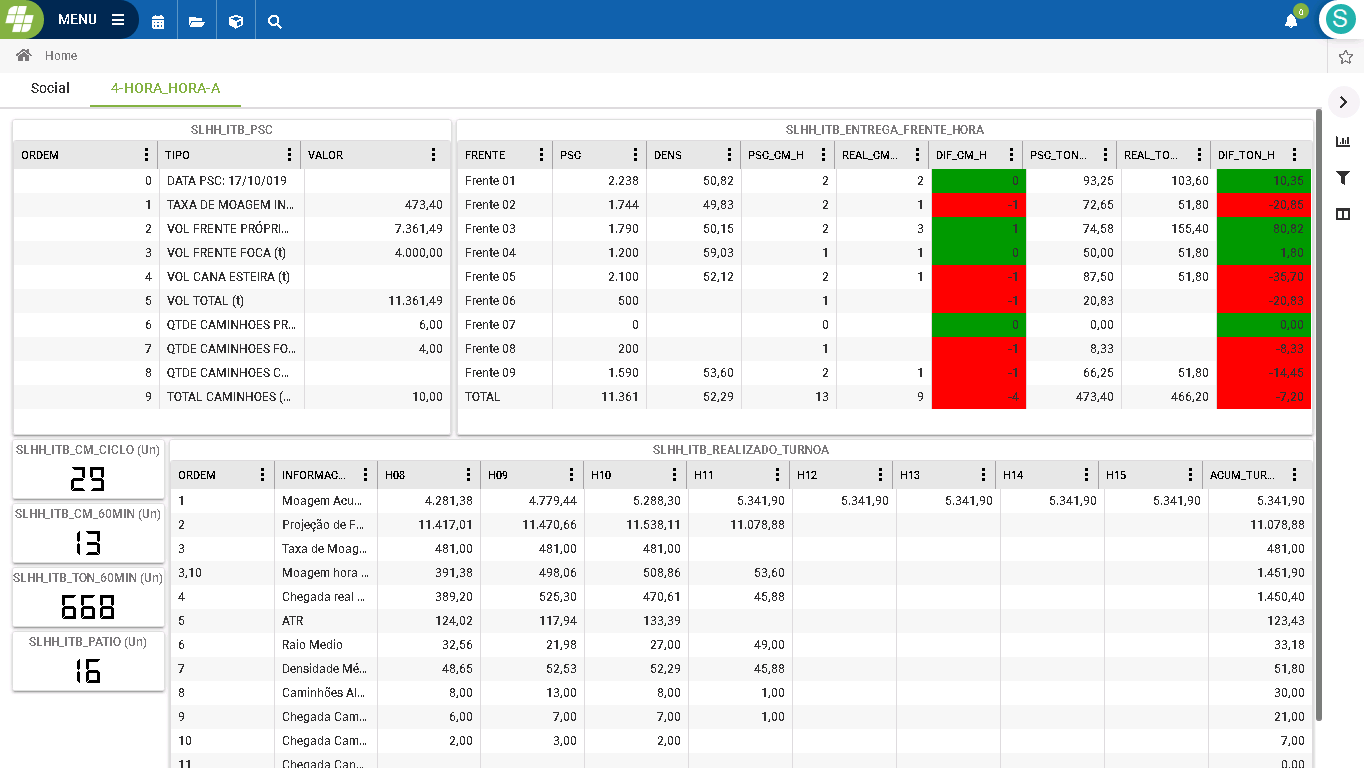 MENU
0
S
Home
Social 4-HORA_HORA-A
SLHH_ITB_PSC
ORDEM TIPO VALOR
0 DATA PSC: 17/10/019
1 TAXA DE MOAGEM IN... 473,40
2 VOL FRENTE PRÓPRI... 7.361,49
3 VOL FRENTE FOCA (t) 4.000,00
4 VOL CANA ESTEIRA (t)
5 VOL TOTAL (t) 11.361,49
6 QTDE CAMINHOES PR... 6,00
7 QTDE CAMINHOES FO... 4,00
8 QTDE CAMINHOES C...
9 TOTAL CAMINHOES (... 10,00
SLHH_ITB_ENTREGA_FRENTE_HORA
FRENTE PSC DENS PSC_CM_H REAL_CM... DIF_CM_H PSC_TON... REAL_TO... DIF_TON_H
Frente 01 2.238 50,82 2 2 0 93,25 103,60 10,35
Frente 02 1.744 49,83 2 1 -1 72,65 51,80 -20,86
Frente 03 1.790 50,15 2 3 1 74,58 155,40 80,82
Frente 04 1.200 59,03 1 1 0 50,00 51,80 1,80
Frente 05 2.100 52,12 2 1 -1 87,50 51,80 -35,70
Frente 06 500 1 -1 20,83 -20,83
Frente 07 0 0 0 0,00 0,00
Frente 08 200 1 -1 8,33 -8,33
Frente 09 1.590 53,60 2 1 -1 66,25 51,80 -14,45
TOTAL 11.361 52,29 13 9 -4 473,40 466,20 -7,20
SLHH_ITB_CM_CICLO (Un)
29
SLHH_ITB_CM_60MIN (Un)
13
SLHH_ITB_TON_60MIN (Un)
668
SLHH_ITB_PATIO (Un)
16
SLHH_ITB_REALIZADO_TURNOA
ORDEM INFORMAC... H08 H09 H10 H11 H12 H13 H14 H15 ACUM_TUR...
1 Moagem Acu... 4.281,38 4.779,44 5.288,30 5.341,90 5.341,90 5.341,90 5.341,90 5.341,90 5.341,90
2 Projeção de F... 11.417,01 11.470,66 11.538,11 11.078,88 11.078,88
3 Taxa de Moag... 481,00 481,00 481,00 481,00
3,10 Moagem hora ... 391,38 498,06 508,86 53,60 1.451,90
4 Chegada real ... 389,20 525,30 470,61 45,88 1.450,40
5 ATR 124,02 117,94 133,39 123,43
6 Raio Medio 32,56 21,98 27,00 49,00 33,18
7 Densidade Mé... 48,65 52,53 52,29 45,88 51,80
8 Caminhões Al... 8,00 13,00 8,00 1,00 30,00
9 Chegada Cam... 6,00 7,00 7,00 1,00 21,00
10 Chegada Cam... 2,00 3,00 2,00 7,00
11 Chegada Can... 0,00